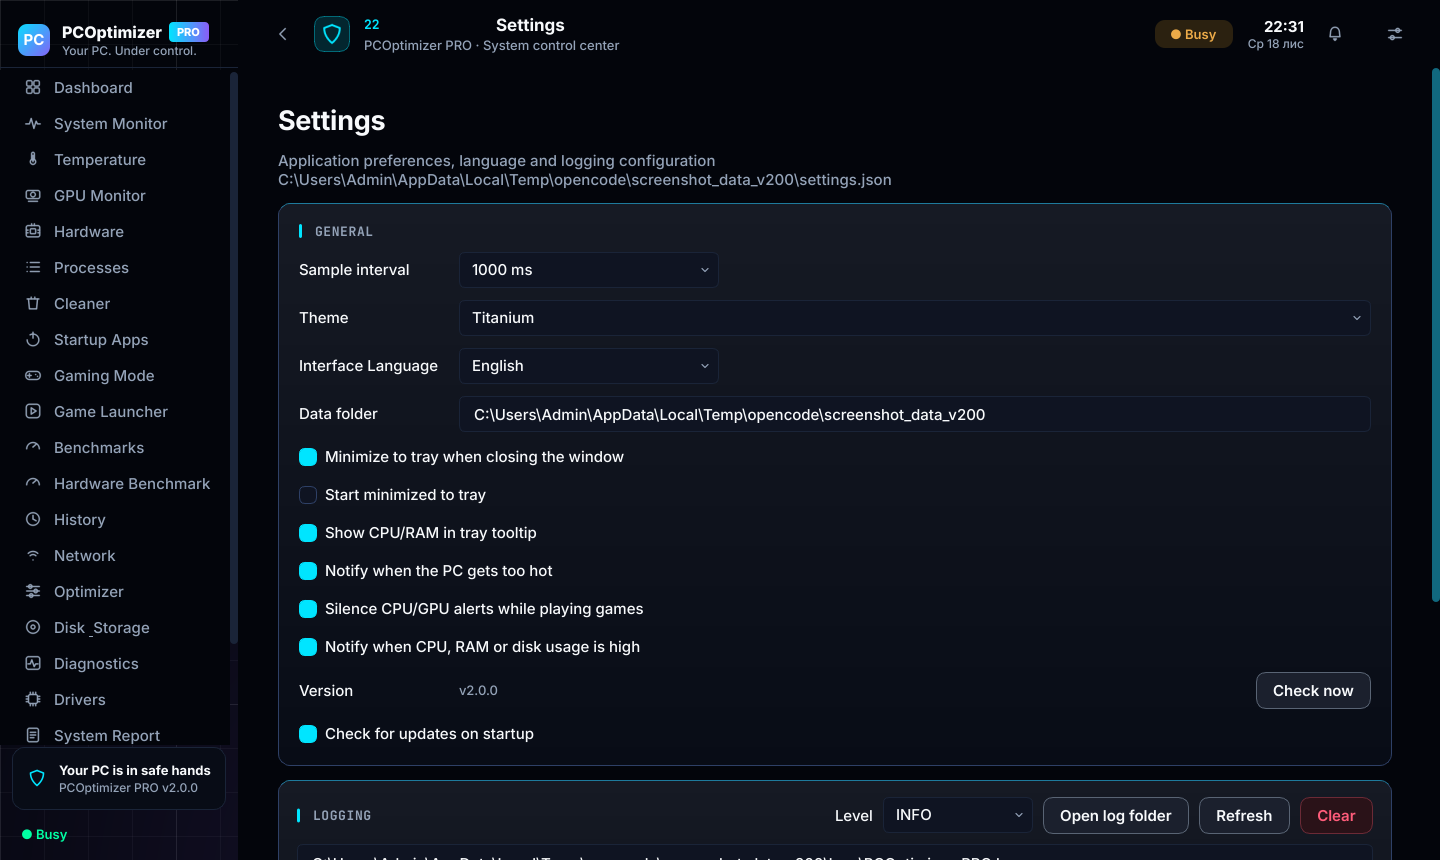 PC PCOptimizer PRO
Your PC. Under control.
Dashboard
System Monitor
Temperature
GPU Monitor
Hardware
Processes
Cleaner
Startup Apps
Gaming Mode
Game Launcher
Benchmarks
Hardware Benchmark
History
Network
Optimizer
Disk _Storage
Diagnostics
Drivers
System Report
Your PC is in safe hands
PCOptimizer PRO v2.0.0
Busy
22 Settings
PCOptimizer PRO · System control center
Busy
22:31
Ср 18 лис
Settings
Application preferences, language and logging configuration
C:\Users\Admin\AppData\Local\Temp\opencode\screenshot_data_v200\settings.json
GENERAL
Sample interval 1000 ms
Theme Titanium
Interface Language English
Data folder C:\Users\Admin\AppData\Local\Temp\opencode\screenshot_data_v200
Minimize to tray when closing the window
Start minimized to tray
Show CPU/RAM in tray tooltip
Notify when the PC gets too hot
Silence CPU/GPU alerts while playing games
Notify when CPU, RAM or disk usage is high
Version v2.0.0 Check now
Check for updates on startup
LOGGING Level INFO Open log folder Refresh Clear